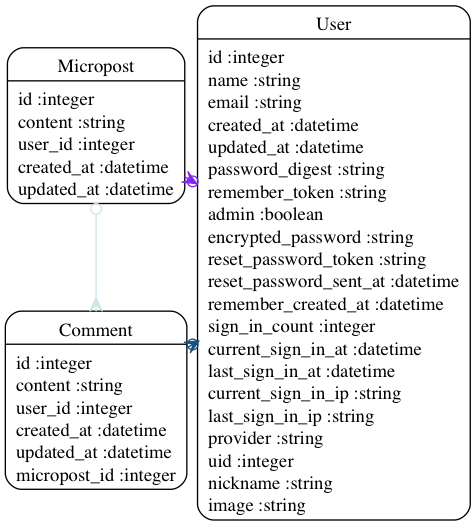 Micropost
id :integer
content :string
user_id :integer
created_at :datetime
updated_at :datetime
Comment
id :integer
content :string
user_id :integer
created_at :datetime
updated_at :datetime
micropost_id :integer
User
id :integer
name :string
email :string
created_at :datetime
updated_at :datetime
password_digest :string
remember_token :string
admin :boolean
encrypted_password :string
reset_password_token :string
reset_password_sent_at :datetime
remember_created_at :datetime
sign_in_count :integer
current_sign_in_at :datetime
last_sign_in_at :datetime
current_sign_in_ip :string
last_sign_in_ip :string
provider :string
uid :integer
nickname :string
image :string